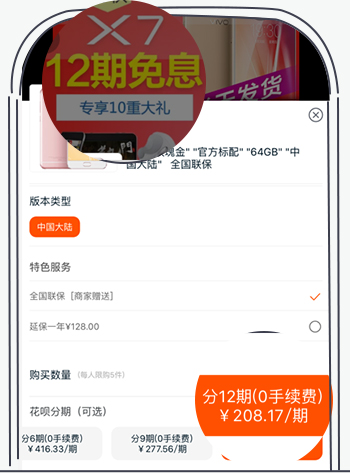 X7
12期免息
专享10重大礼
天发货
现金" "官方标配" "64GB" "中
国大陆" 全国联保
版本类型
中国大陆
特色服务
全国联保 [商家赠送]
延保一年¥128.00
购买数量 (每人限购5件)
花呗分期 (可选)
分6期(0手续费)
¥416.33/期
分9期(0手续费)
¥277.56/期
分12期(0手续费)
¥208.17/期